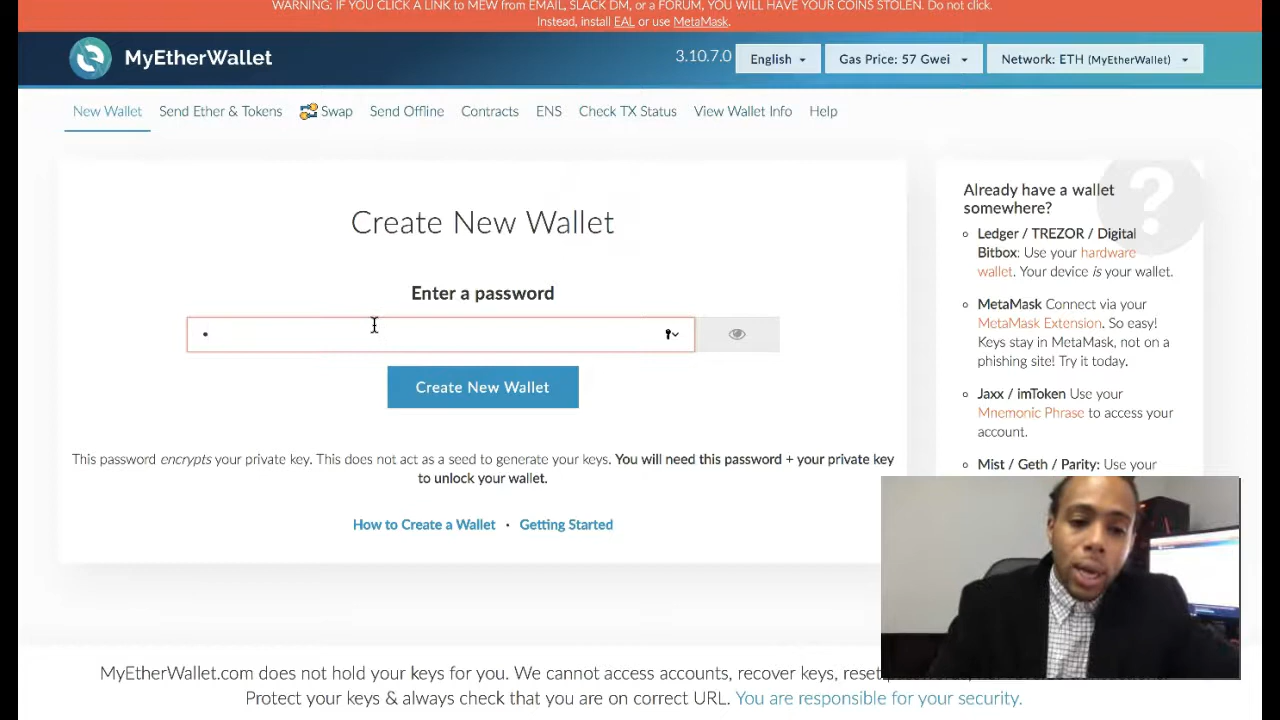 WARNING: IF YOU CLICK A LINK to MEW from EMAIL, SLACK DM, or a FORUM, YOU WILL HAVE YOUR COINS STOLEN. Do not click.
Instead, install EAL or use MetaMask.
MyEtherWallet
3.10.7.0
English
Gas Price: 57 Gwei
Network: ETH (MyEtherWallet)
New Wallet
Send Ether & Tokens
Swap
Send Offline
Contracts
ENS
Check TX Status
View Wallet Info
Help
Create New Wallet
Enter a password
Create New Wallet
This password encrypts your private key. This does not act as a seed to generate your keys. You will need this password + your private key
to unlock your wallet.
How to Create a Wallet · Getting Started
Already have a wallet
somewhere?
Ledger / TREZOR / Digital
Bitbox: Use your hardware
wallet. Your device is your wallet.
MetaMask Connect via your
MetaMask Extension. So easy!
Keys stay in MetaMask, not on a
phishing site! Try it today.
Jaxx / imToken Use your
Mnemonic Phrase to access your
account.
Mist / Geth / Parity: Use your
MyEtherWallet.com does not hold your keys for you. We cannot access accounts, recover keys, reset
Protect your keys & always check that you are on correct URL. You are responsible for your security.